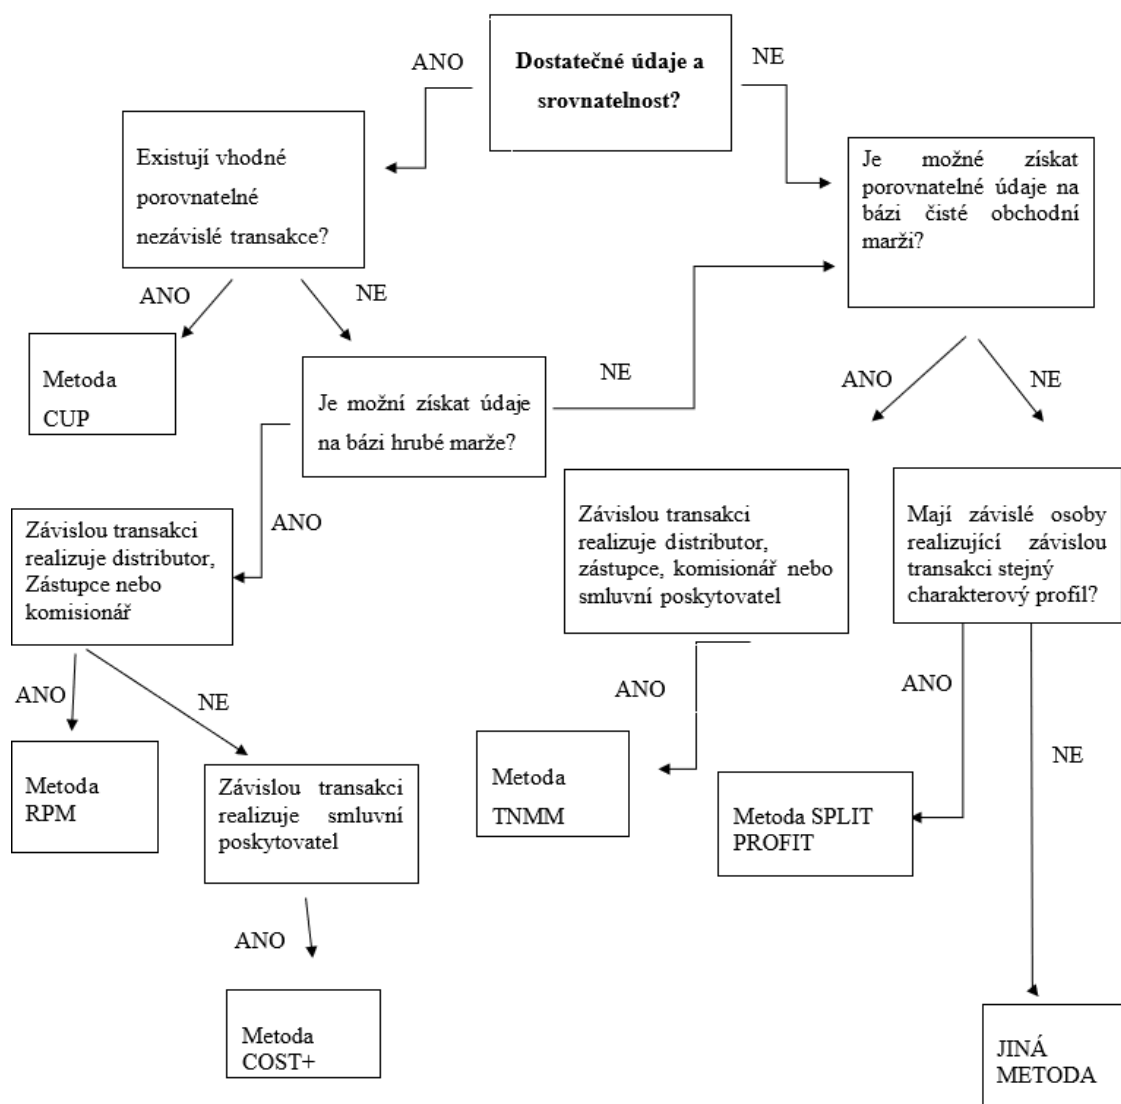 ANO
Dostatečné údaje a
srovnatelnost?
NE
Existují vhodné
porovnatelné
nezávislé transakce?
Je možné získat
porovnatelné údaje na
bázi čisté obchodní
marži?
ANO
NE
Metoda
CUP
Je možní získat údaje
na bázi hrubé marže?
NE
ANO
NE
ANO
Závislou transakci
realizuje distributor,
Zástupce nebo
komisionář
Závislou transakci
realizuje distributor,
zástupce, komisionář nebo
smluvní poskytovatel
Mají závislé osoby
realizující závislou
transakci stejný
charakterový profil?
ANO
NE
ANO
ANO
NE
Metoda
RPM
Závislou transakci
realizuje smluvní
poskytovatel
Metoda
TNMM
Metoda SPLIT
PROFIT
ANO
Metoda
COST+
JINÁ
METODA